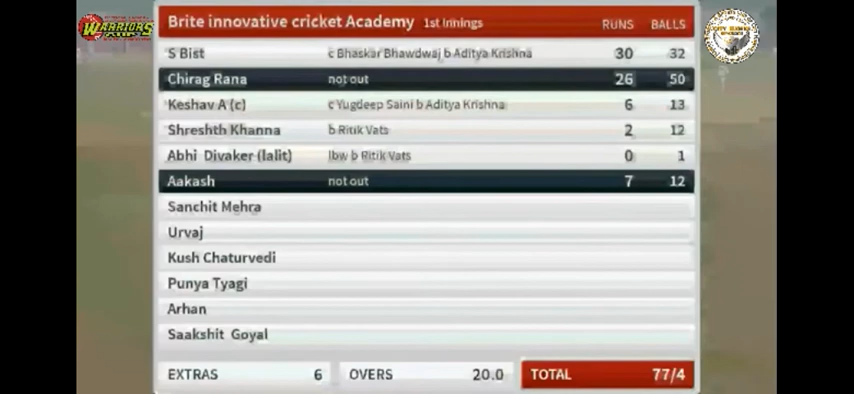 WARRIORS
CUP
Brite innovative cricket Academy 1st Innings RUNS BALLS
S Bist c Bhaskar Bhawdwaj b Aditya Krishna 30 32
Chirag Rana not out 26 50
Keshav A (c) c Yugdeep Saini b Aditya Krishna 6 13
Shreshth Khanna b Ritik Vats 2 12
Abhi Divaker (lalit) lbw b Ritik Vats 0 1
Aakash not out 7 12
Sanchit Mehra
Urvaj
Kush Chaturvedi
Punya Tyagi
Arhan
Saakshit Goyal
EXTRAS 6 OVERS 20.0 TOTAL 77/4